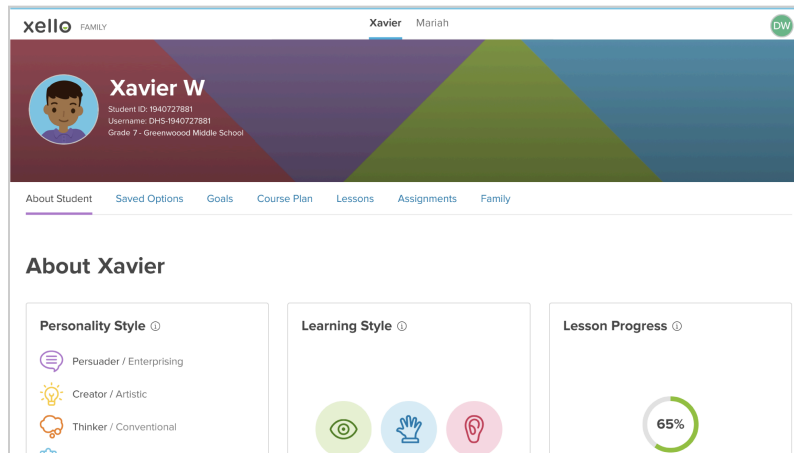 xello FAMILY
Xavier Mariah
DW
Xavier W
Student ID: 1940727881
Username: DHS-1940727881
Grade 7 - Greenwoood Middle School
About Student Saved Options Goals Course Plan Lessons Assignments Family
About Xavier
Personality Style
Persuader / Enterprising
Creator / Artistic
Thinker / Conventional
Learning Style
Lesson Progress
65%